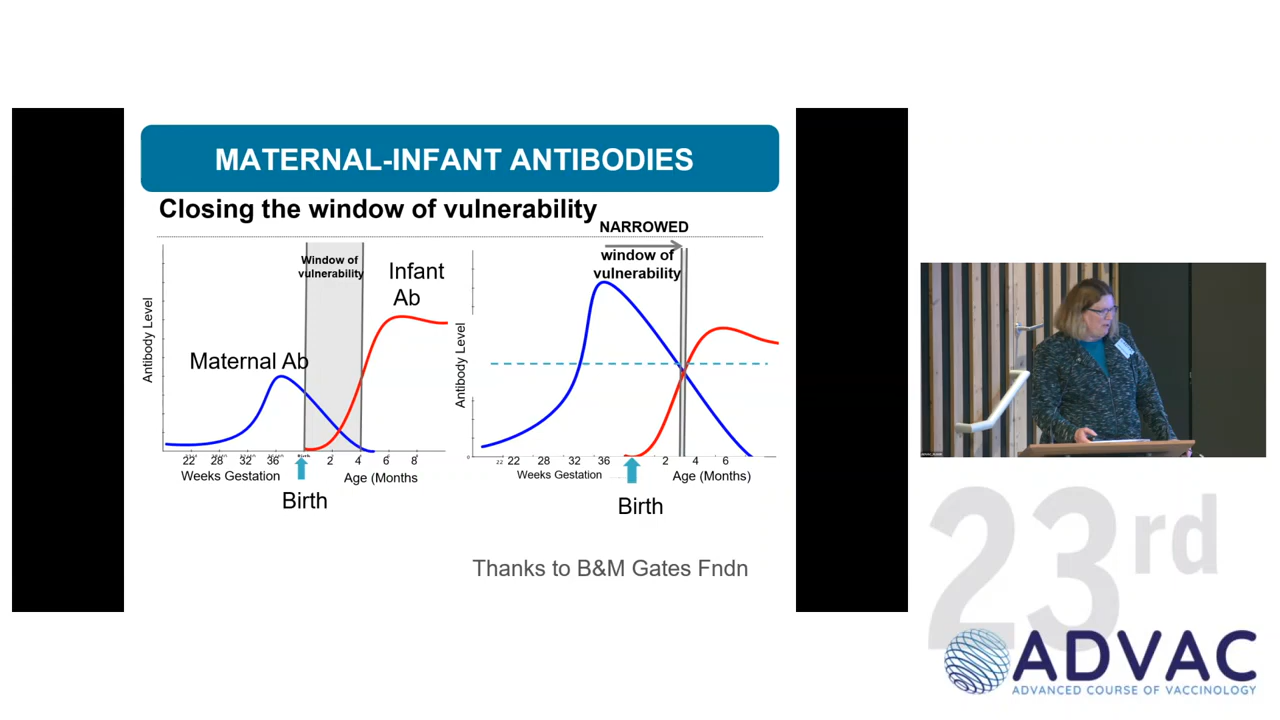 MATERNAL-INFANT ANTIBODIES
Closing the window of vulnerability
NARROWED
window of
vulnerability
Window of
vulnerability
Infant
Ab
Maternal Ab
Antibody Level
22 28 32 36 2 4 6 8
Weeks Gestation Age (Months
Birth
Antibody Level
0
22 22 28 32 36 2 4 6
Weeks Gestation Age (Months)
Birth
Thanks to B&M Gates Fndn
23rd
ADVAC
ADVANCED COURSE OF VACCINOLOGY